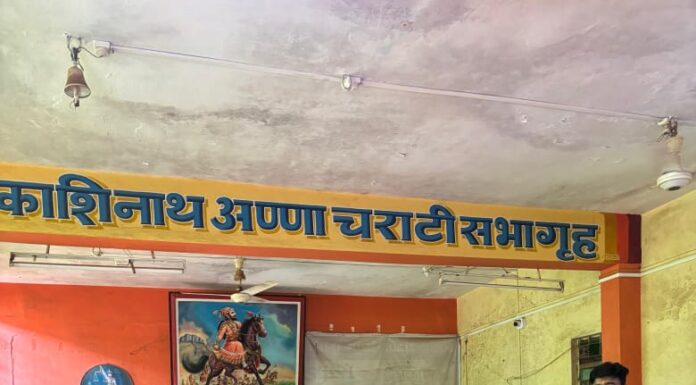 काशिनाथ अण्णा चराटी सभागृह